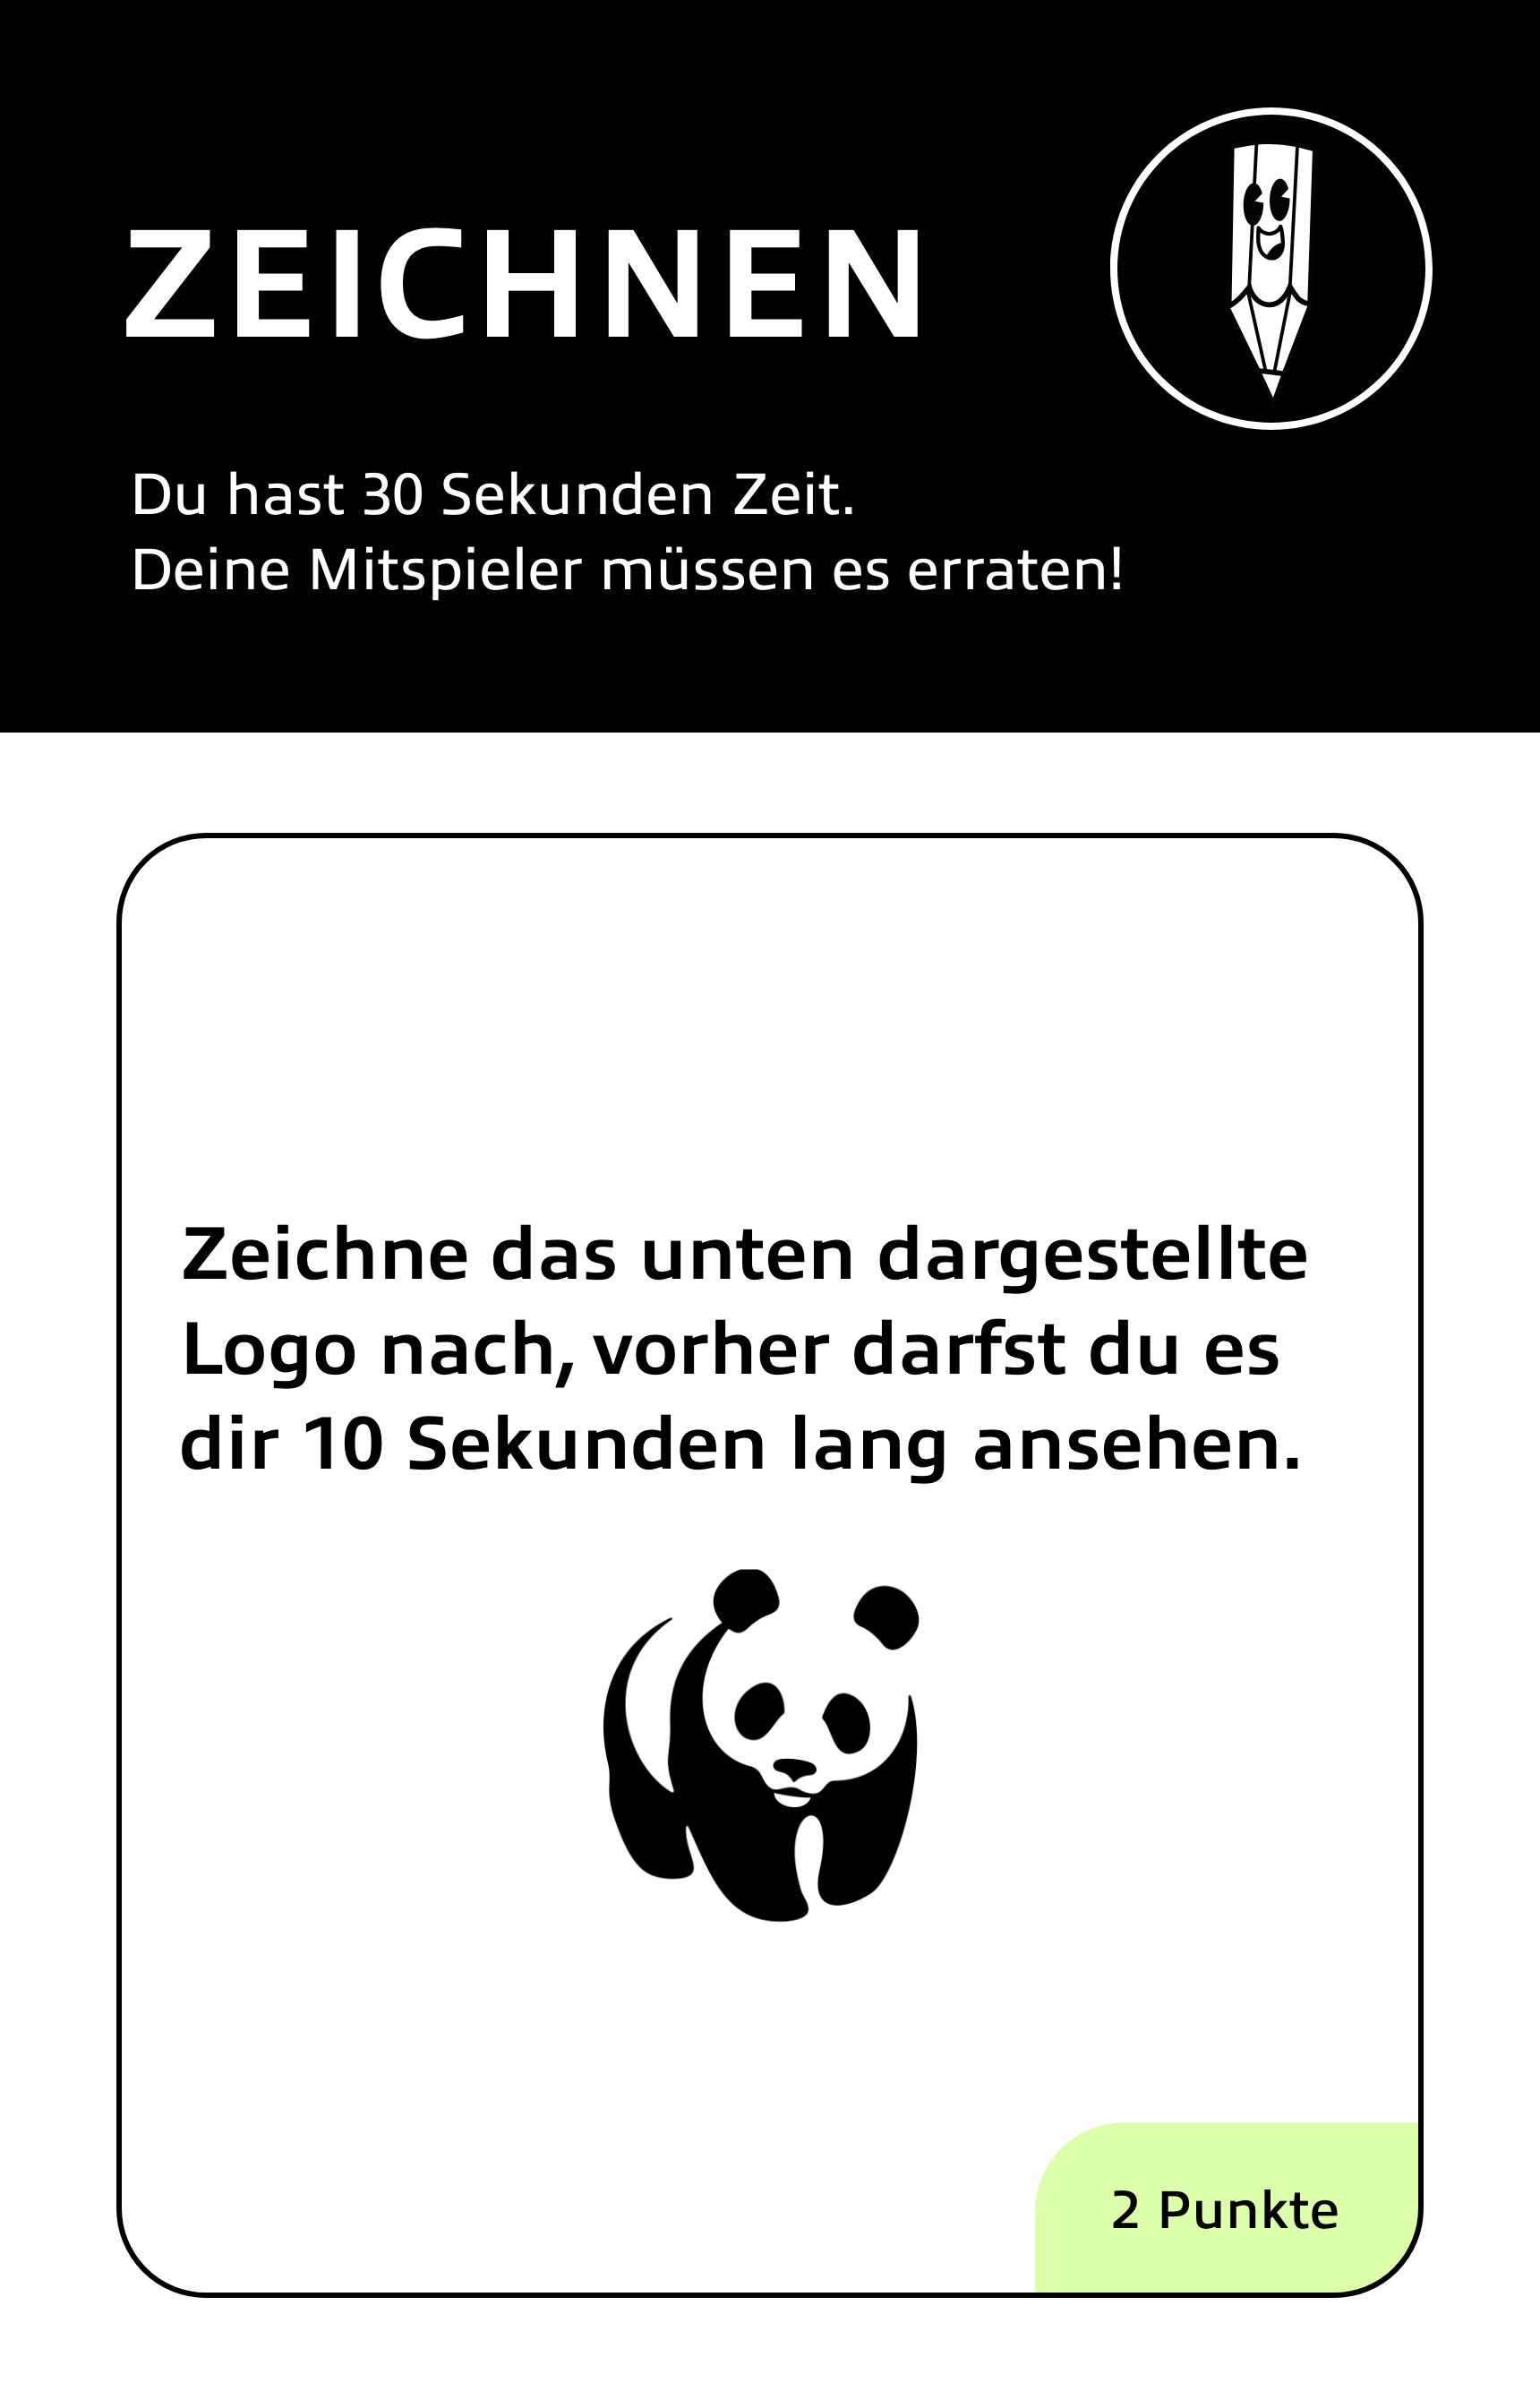 ZEICHNEN
Du hast 30 Sekunden Zeit.
Deine Mitspieler müssen es erraten!
Zeichne das unten dargestellte
Logo nach, vorher darfst du es
dir 10 Sekunden lang ansehen.
2 Punkte